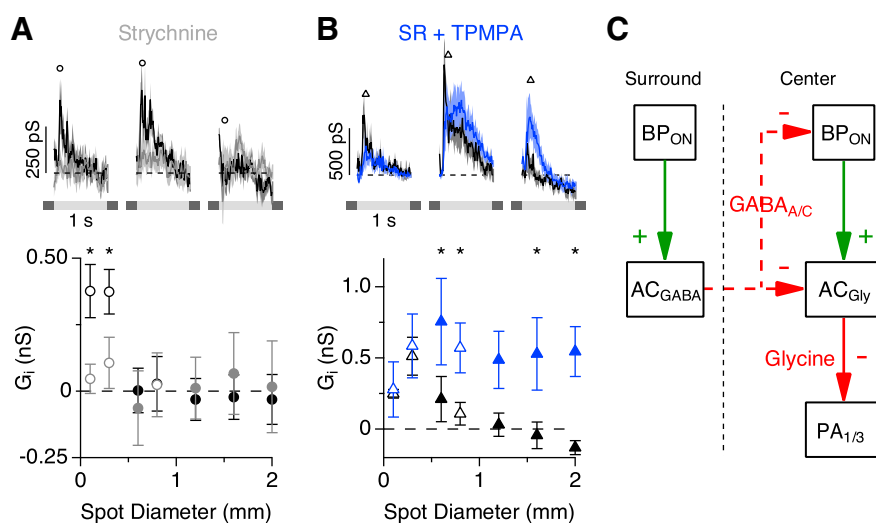 A
Strychnine
250 pS
1 s
* *
0.50
0
-0.25
Gi (nS)
0 1 2
Spot Diameter (mm)
B
SR + TPMPA
500 pS
1 s
* * * *
1.0
0.5
0
Gi (nS)
0 1 2
Spot Diameter (mm)
C
Surround Center
BPON
BPON
–
GABAA/C
+
+
–
ACGABA
ACGly
Glycine –
PA1/3